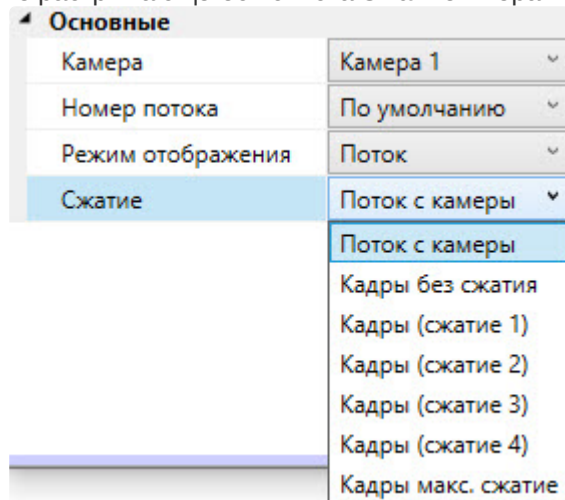 Основные
Камера Камера 1
Номер потока По умолчанию
Режим отображения Поток
Сжатие Поток с камеры
Поток с камеры
Кадры без сжатия
Кадры (сжатие 1)
Кадры (сжатие 2)
Кадры (сжатие 3)
Кадры (сжатие 4)
Кадры макс. сжатие